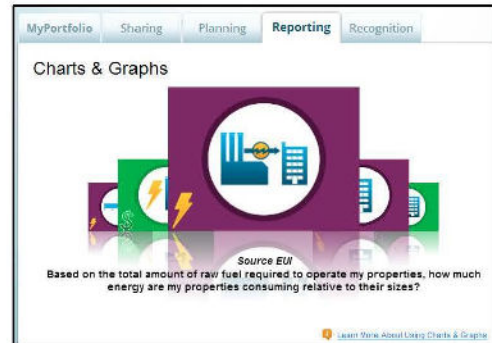 MyPortfolio Sharing Planning Reporting Recognition
Charts & Graphs
Source EUI
Based on the total amount of raw fuel required to operate my properties, how much
energy are my properties consuming relative to their sizes?
Learn More About Using Charts & Graphs